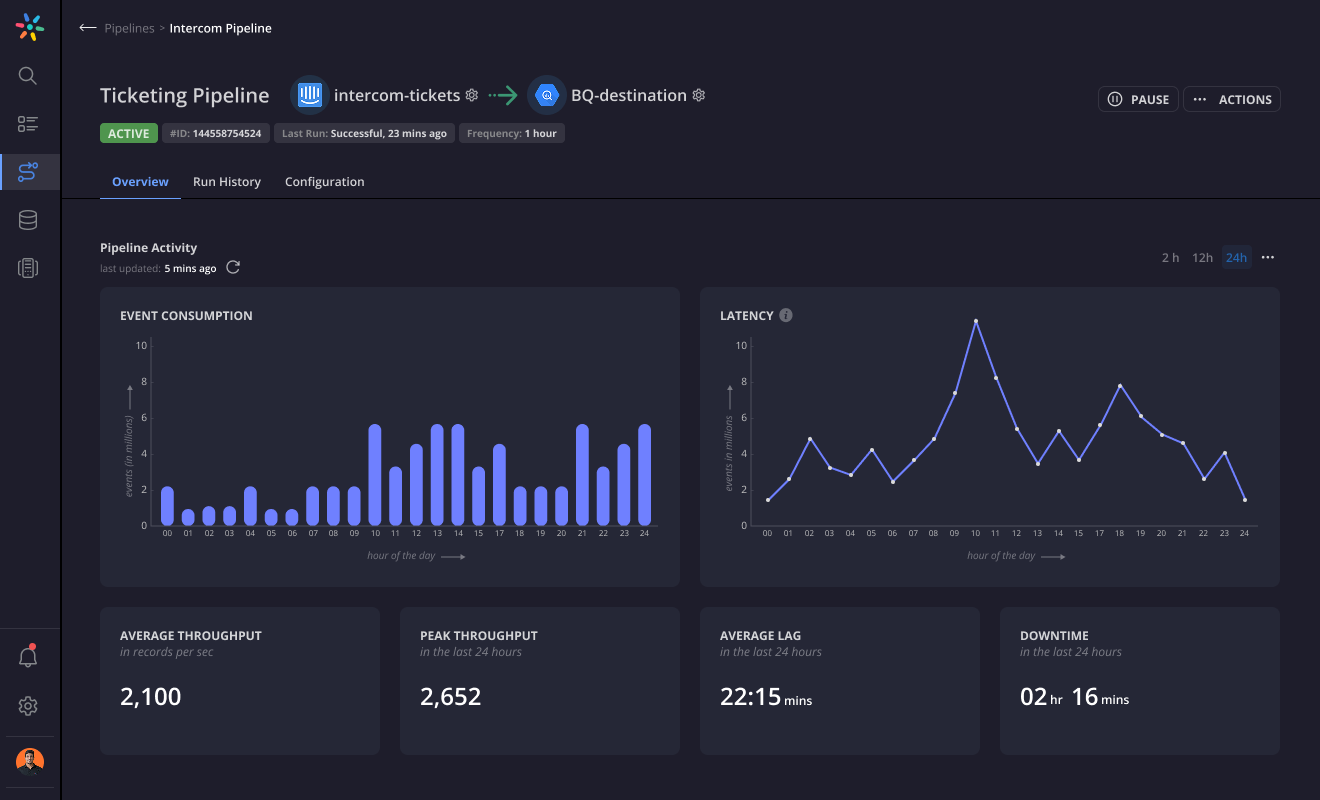 Pipelines > Intercom Pipeline
Ticketing Pipeline intercom-tickets BQ-destination
PAUSE
ACTIONS
ACTIVE
#ID: 144558754524
Last Run: Successful, 23 mins ago
Frequency: 1 hour
Overview Run History Configuration
Pipeline Activity
last updated: 5 mins ago
2 h 12h 24h
EVENT CONSUMPTION
10
8
6
4
2
0
events (in millions)
00 01 02 03 04 05 06 07 08 09 10 11 12 13 14 15 17 18 19 20 21 22 23 24
hour of the day
LATENCY
10
8
6
4
2
0
events in millions
00 01 02 03 04 05 06 07 08 09 10 11 12 13 14 15 17 18 19 20 21 22 23 24
hour of the day
AVERAGE THROUGHPUT
in records per sec
2,100
PEAK THROUGHPUT
in the last 24 hours
2,652
AVERAGE LAG
in the last 24 hours
22:15 mins
DOWNTIME
in the last 24 hours
02 hr 16 mins